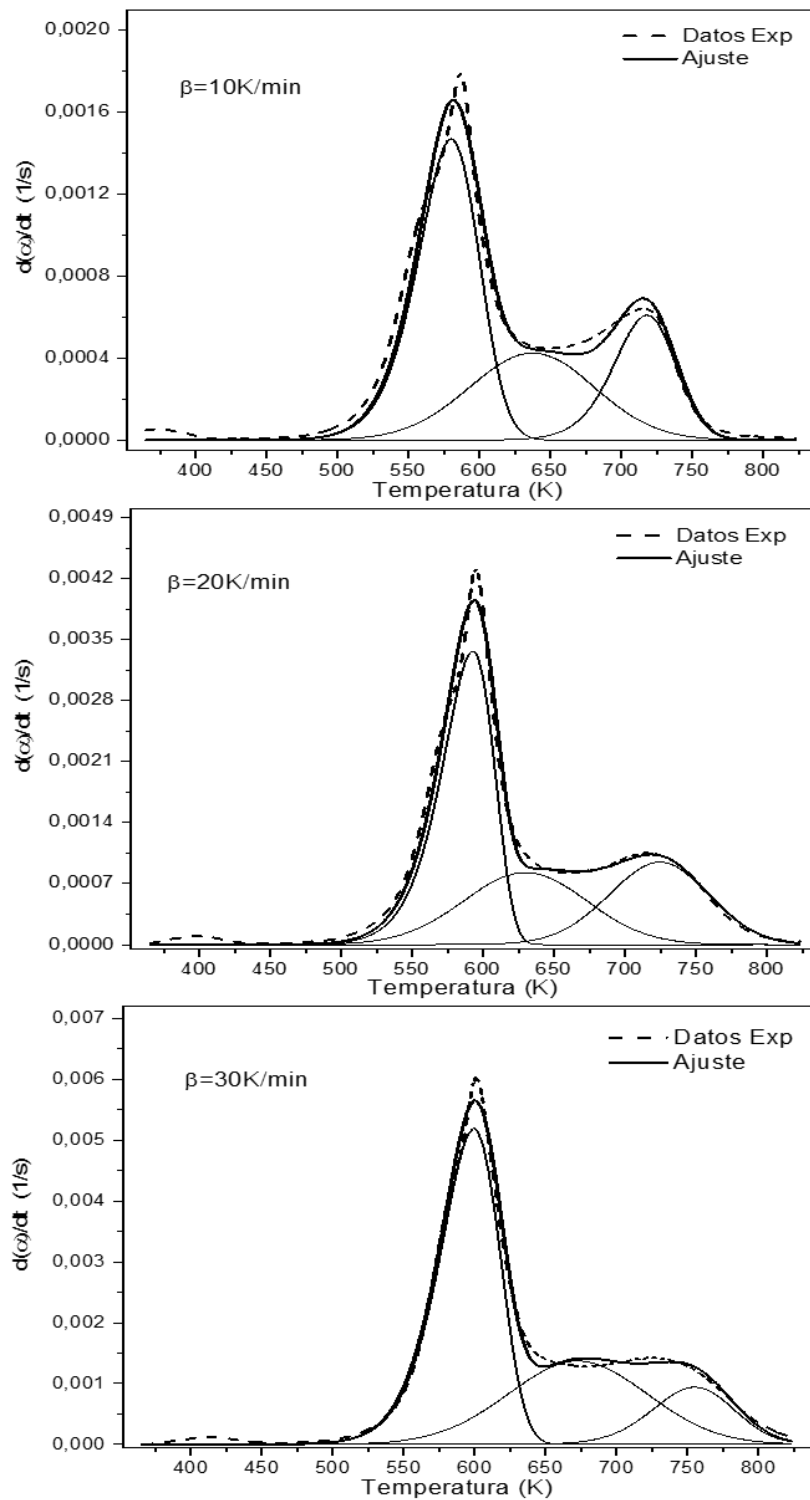 0,0020
Datos Exp
Ajuste
β=10K/min
0,0016
0,0012
0,0008
0,0004
0,0000
d(α)/dt (1/s)
400 450 500 550 600 650 700 750 800
Temperatura (K)
0,0049
Datos Exp
Ajuste
β=20K/min
0,0042
0,0035
0,0028
0,0021
0,0014
0,0007
0,0000
d(α)/dt (1/s)
400 450 500 550 600 650 700 750 800
Temperatura (K)
0,007
Datos Exp
Ajuste
β=30K/min
0,006
0,005
0,004
0,003
0,002
0,001
0,000
d(α)/dt (1/s)
400 450 500 550 600 650 700 750 800
Temperatura (K)